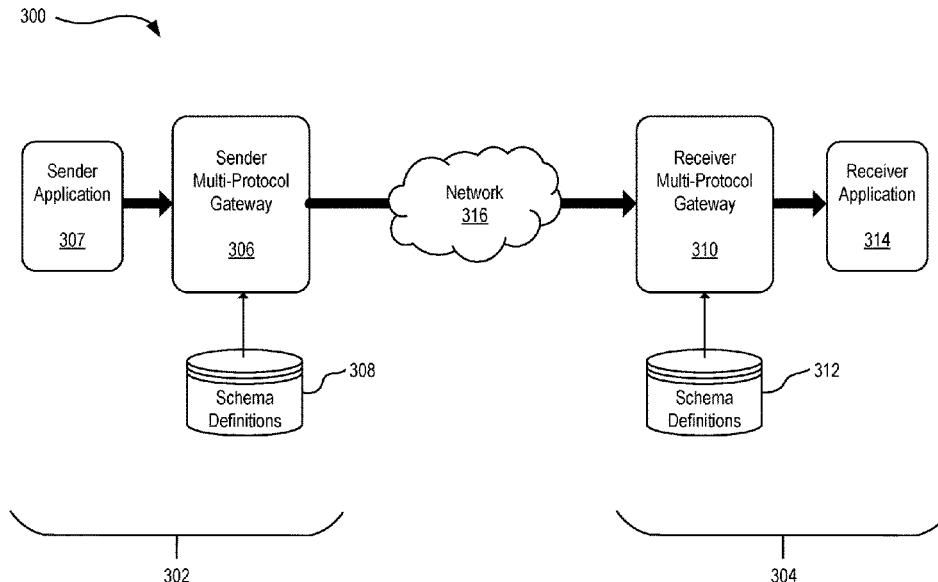 300
Sender
Application
307
Sender
Multi-Protocol
Gateway
306
Network
316
Receiver
Multi-Protocol
Gateway
310
Receiver
Application
314
Schema
Definitions
308
Schema
Definitions
312
302
304